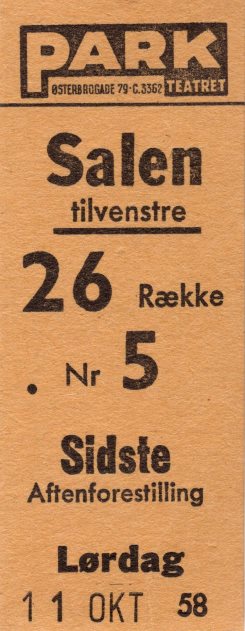 PARK
ØSTERBROGADE 79 · C. 3362
TEATRET
Salen
tilvenstre
26 Række
. Nr 5
Sidste
Aftenforestilling
Lørdag
11 OKT 58